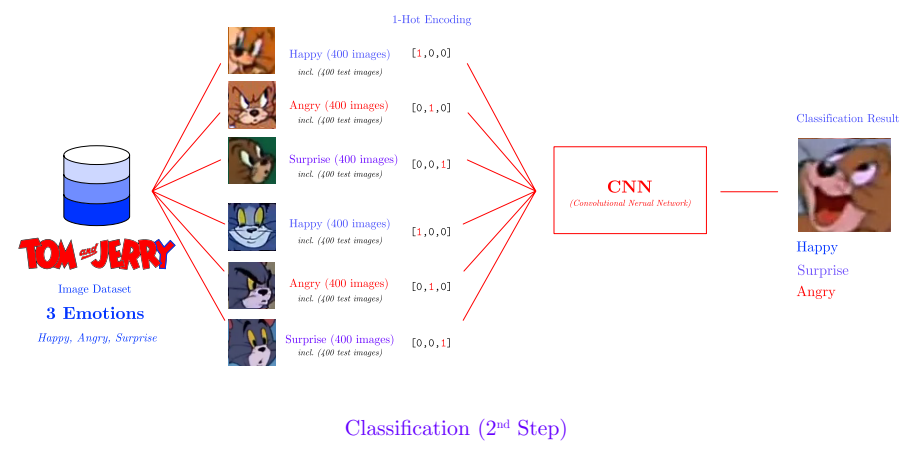 1-Hot Encoding
Happy (400 images) [1,0,0]
incl. (400 test images)
Angry (400 images) [0,1,0]
incl. (400 test images)
Surprise (400 images) [0,0,1]
incl. (400 test images)
Happy (400 images) [1,0,0]
incl. (400 test images)
Angry (400 images) [0,1,0]
incl. (400 test images)
Surprise (400 images) [0,0,1]
incl. (400 test images)
TOM and JERRY
Image Dataset
3 Emotions
Happy, Angry, Surprise
CNN
(Convolutional Nerual Network)
Classification Result
Happy
Surprise
Angry
Classification (2nd Step)